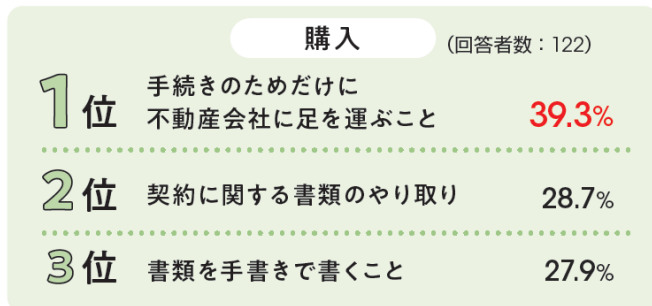 購入
（回答者数：122）
1位
手続きのためだけに
不動産会社に足を運ぶこと
39.3%
2位
契約に関する書類のやり取り
28.7%
3位
書類を手書きで書くこと
27.9%